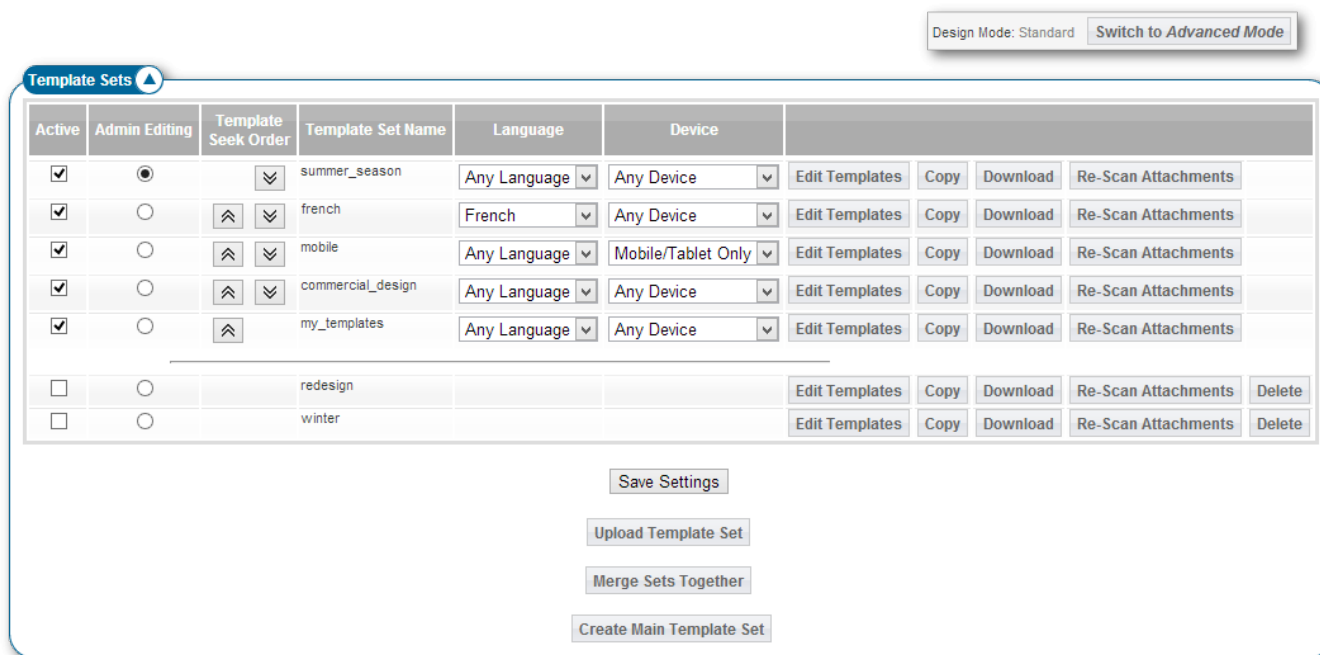 Design Mode: Standard Switch to Advanced Mode
Template Sets
Active Admin Editing Template Seek Order Template Set Name Language Device
summer_season Any Language Any Device Edit Templates Copy Download Re-Scan Attachments
french French Any Device Edit Templates Copy Download Re-Scan Attachments
mobile Any Language Mobile/Tablet Only Edit Templates Copy Download Re-Scan Attachments
commercial_design Any Language Any Device Edit Templates Copy Download Re-Scan Attachments
my_templates Any Language Any Device Edit Templates Copy Download Re-Scan Attachments
redesign Edit Templates Copy Download Re-Scan Attachments Delete
winter Edit Templates Copy Download Re-Scan Attachments Delete
Save Settings
Upload Template Set
Merge Sets Together
Create Main Template Set